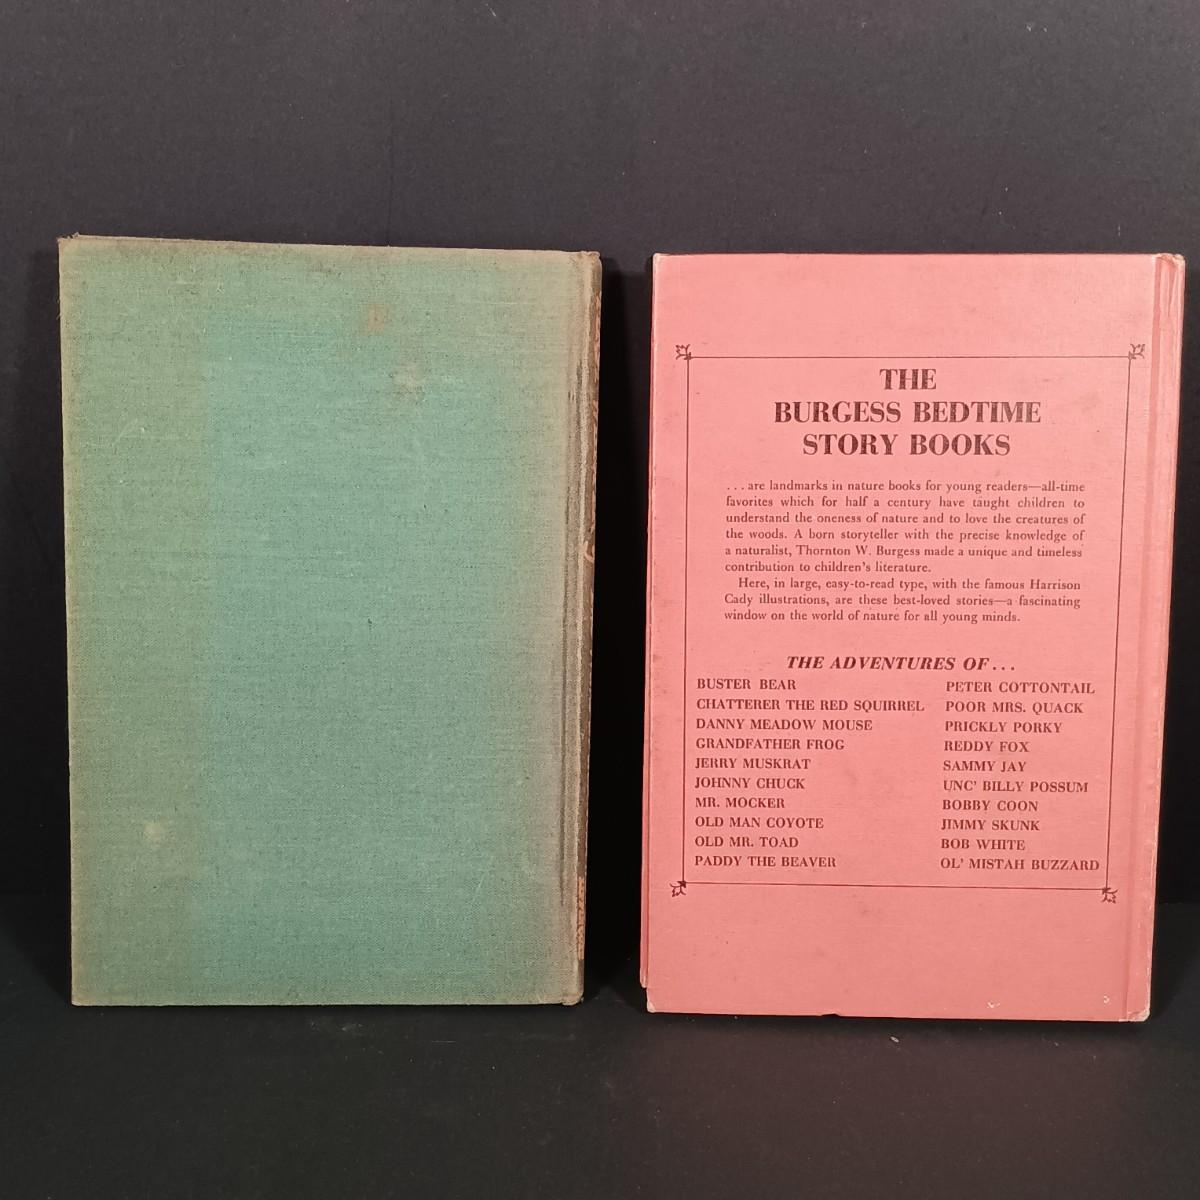 THE
BURGESS BEDTIME
STORY BOOKS
...are landmarks in nature books for young readers—all-time
favorites which for half a century have taught children to
understand the oneness of nature and to love the creatures of
the woods. A born storyteller with the precise knowledge of
a naturalist, Thornton W. Burgess made a unique and timeless
contribution to children's literature.
Here, in large, easy-to-read type, with the famous Harrison
Cady illustrations, are these best-loved stories—a fascinating
window on the world of nature for all young minds.
THE ADVENTURES OF...
BUSTER BEAR
CHATTERER THE RED SQUIRREL
DANNY MEADOW MOUSE
GRANDFATHER FROG
JERRY MUSKRAT
JOHNNY CHUCK
MR. MOCKER
OLD MAN COYOTE
OLD MR. TOAD
PADDY THE BEAVER
PETER COTTONTAIL
POOR MRS. QUACK
PRICKLY PORKY
REDDY FOX
SAMMY JAY
UNC' BILLY POSSUM
BOBBY COON
JIMMY SKUNK
BOB WHITE
OL' MISTAH BUZZARD